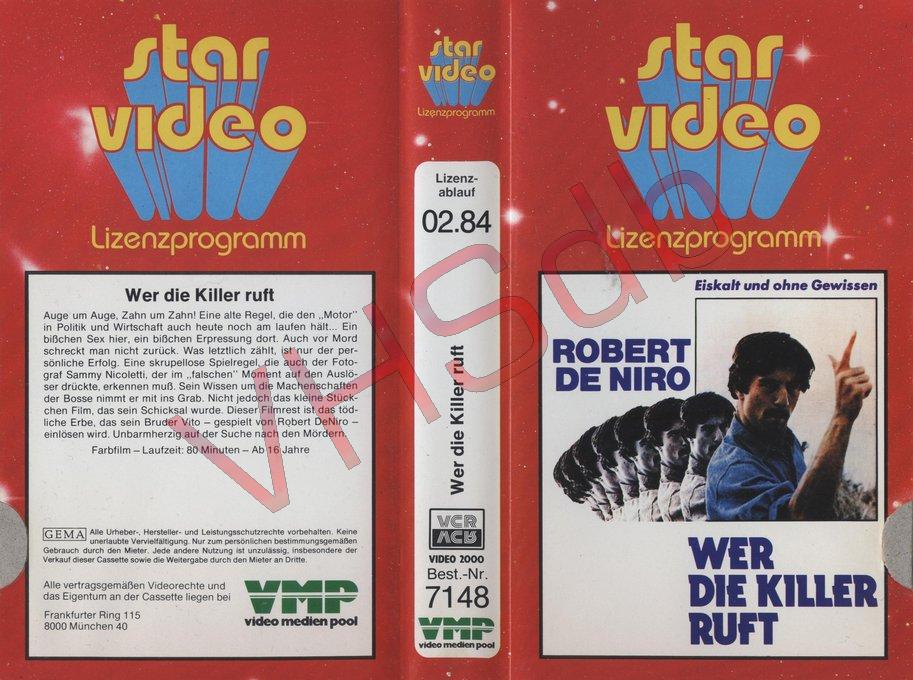 star
video
Lizenzprogramm
Wer die Killer ruft
Auge um Auge, Zahn um Zahn! Eine alte Regel, die den „Motor"
in Politik und Wirtschaft auch heute noch am laufen hält... Ein
bißchen Sex hier, ein bißchen Erpressung dort. Auch vor Mord
schreckt man nicht zurück. Was letztlich zählt, ist nur der per-
sönliche Erfolg. Eine skrupellose Spielregel, die auch der Foto-
graf Sammy Nicoletti, der im „falschen" Moment auf den Auslö-
ser drückte, erkennen muß. Sein Wissen um die Machenschaften
der Bosse nimmt er mit ins Grab. Nicht jedoch das kleine Stück-
chen Film, das sein Schicksal wurde. Dieser Filmrest ist das töd-
liche Erbe, das sein Bruder Vito – gespielt von Robert DeNiro –
einlösen wird. Unbarmherzig auf der Suche nach den Mördern.
Farbfilm – Laufzeit: 80 Minuten – Ab 16 Jahre
GEMA Alle Urheber-, Hersteller- und Leistungsschutzrechte vorbehalten. Keine
unerlaubte Vervielfältigung. Nur zum persönlichen bestimmungsgemäßen
Gebrauch durch den Mieter. Jede andere Nutzung ist unzulässig, insbesondere der
Verkauf dieser Cassette sowie die Weitergabe durch den Mieter an Dritte.
Alle vertragsgemäßen Videorechte und
das Eigentum an der Cassette liegen bei
Frankfurter Ring 115
8000 München 40
VMP
video medien pool
star
video
Lizenzprogramm
Lizenz-
ablauf
02.84
Wer die Killer ruft
VCR
VCR
VIDEO 2000
Best.-Nr.
7148
VMP
video medien pool
star
video
Lizenzprogramm
Eiskalt und ohne Gewissen
ROBERT
DE NIRO
WER
DIE KILLER
RUFT
VHSdb